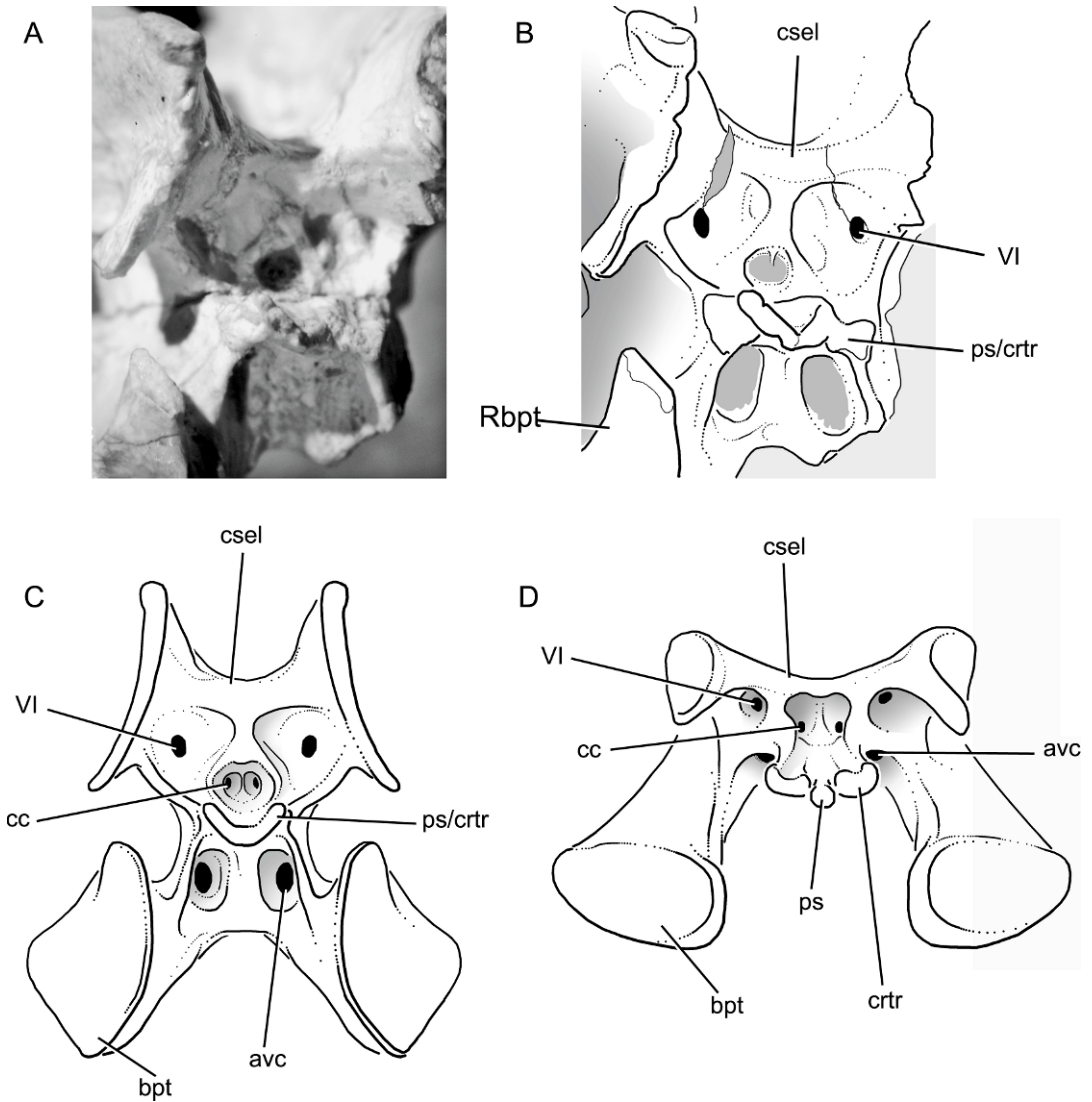 A
B
csel
VI
ps/crtr
Rbpt
C
csel
VI
cc
ps/crtr
avc
bpt
D
csel
VI
cc
avc
ps
bpt
crtr